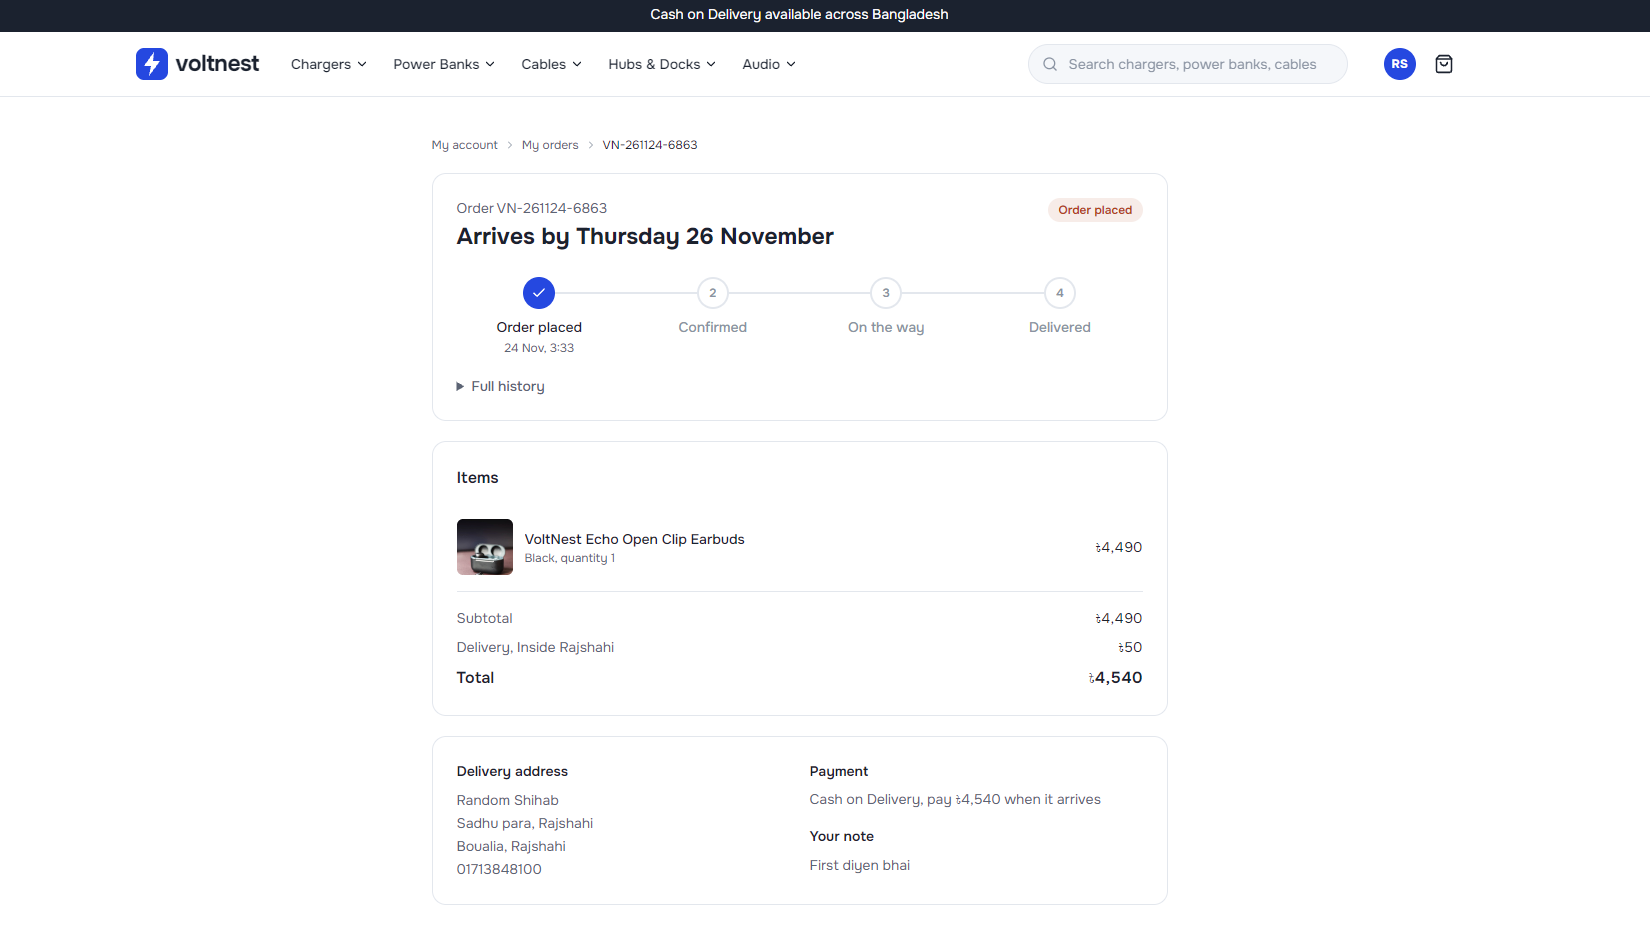 Cash on Delivery available across Bangladesh
voltnest
Chargers
Power Banks
Cables
Hubs & Docks
Audio
Search chargers, power banks, cables
RS
My account > My orders > VN-261124-6863
Order VN-261124-6863
Order placed
Arrives by Thursday 26 November
2
3
4
Order placed
Confirmed
On the way
Delivered
24 Nov, 3:33
Full history
Items
VoltNest Echo Open Clip Earbuds
Black, quantity 1
৳4,490
Subtotal
৳4,490
Delivery, Inside Rajshahi
৳50
Total
৳4,540
Delivery address
Random Shihab
Sadhu para, Rajshahi
Boualia, Rajshahi
01713848100
Payment
Cash on Delivery, pay ৳4,540 when it arrives
Your note
First diyen bhai